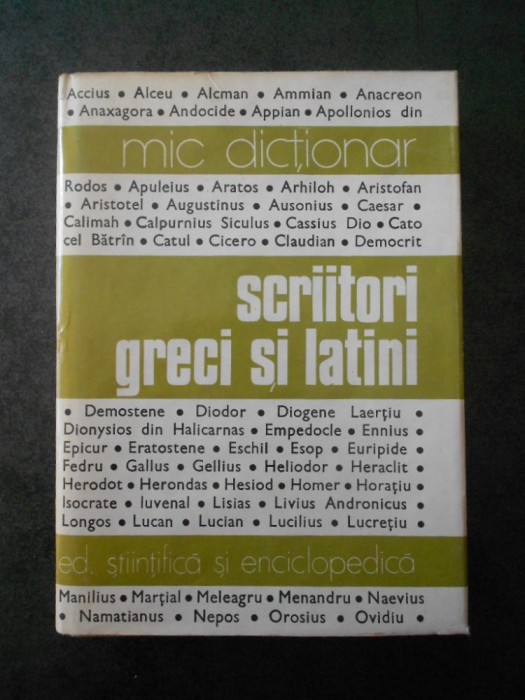 Accius • Alceu • Alcman • Ammian • Anacreon
• Anaxagora • Andocide • Appian • Apollonios din
mic dicționar
Rodos • Apuleius • Aratos • Arhiloh • Aristofan
• Aristotel • Augustinus • Ausonius • Caesar •
Calimah • Calpurnius Siculus • Cassius Dio • Cato
cel Bătrîn • Catul • Cicero • Claudian • Democrit
scriitori
greci și latini
• Demostene • Diodor • Diogene Laerțiu •
Dionysios din Halicarnas • Empedocle • Ennius •
Epicur • Eratostene • Eschil • Esop • Euripide •
Fedru • Gallus • Gellius • Heliodor • Heraclit •
Herodot • Herondas • Hesiod • Homer • Horațiu •
Isocrate • Iuvenal • Lisias • Livius Andronicus •
Longos • Lucan • Lucian • Lucilius • Lucrețiu •
ed. științifică și enciclopedică
Manilius • Marțial • Meleagru • Menandru • Naevius
• Namatianus • Nepos • Orosius • Ovidiu •